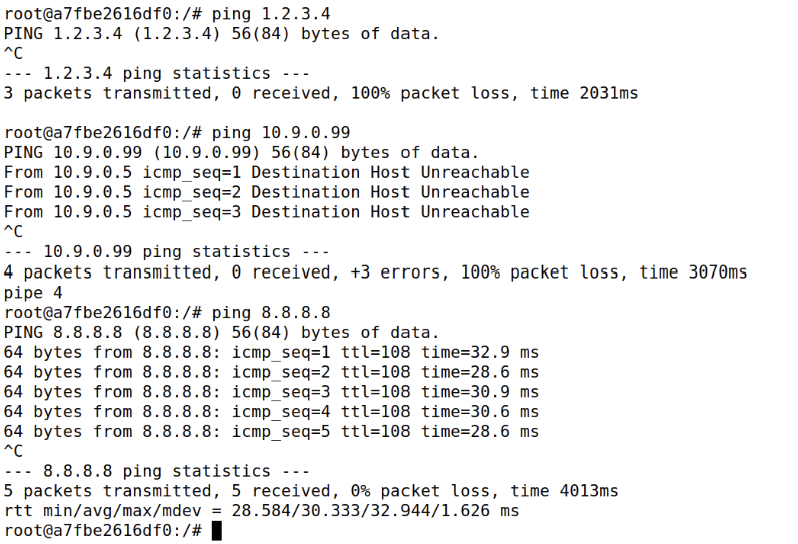 root@a7fbe2616df0:/# ping 1.2.3.4
PING 1.2.3.4 (1.2.3.4) 56(84) bytes of data.
^C
--- 1.2.3.4 ping statistics ---
3 packets transmitted, 0 received, 100% packet loss, time 2031ms

root@a7fbe2616df0:/# ping 10.9.0.99
PING 10.9.0.99 (10.9.0.99) 56(84) bytes of data.
From 10.9.0.5 icmp_seq=1 Destination Host Unreachable
From 10.9.0.5 icmp_seq=2 Destination Host Unreachable
From 10.9.0.5 icmp_seq=3 Destination Host Unreachable
^C
--- 10.9.0.99 ping statistics ---
4 packets transmitted, 0 received, +3 errors, 100% packet loss, time 3070ms
pipe 4
root@a7fbe2616df0:/# ping 8.8.8.8
PING 8.8.8.8 (8.8.8.8) 56(84) bytes of data.
64 bytes from 8.8.8.8: icmp_seq=1 ttl=108 time=32.9 ms
64 bytes from 8.8.8.8: icmp_seq=2 ttl=108 time=28.6 ms
64 bytes from 8.8.8.8: icmp_seq=3 ttl=108 time=30.9 ms
64 bytes from 8.8.8.8: icmp_seq=4 ttl=108 time=30.6 ms
64 bytes from 8.8.8.8: icmp_seq=5 ttl=108 time=28.6 ms
^C
--- 8.8.8.8 ping statistics ---
5 packets transmitted, 5 received, 0% packet loss, time 4013ms
rtt min/avg/max/mdev = 28.584/30.333/32.944/1.626 ms
root@a7fbe2616df0:/#